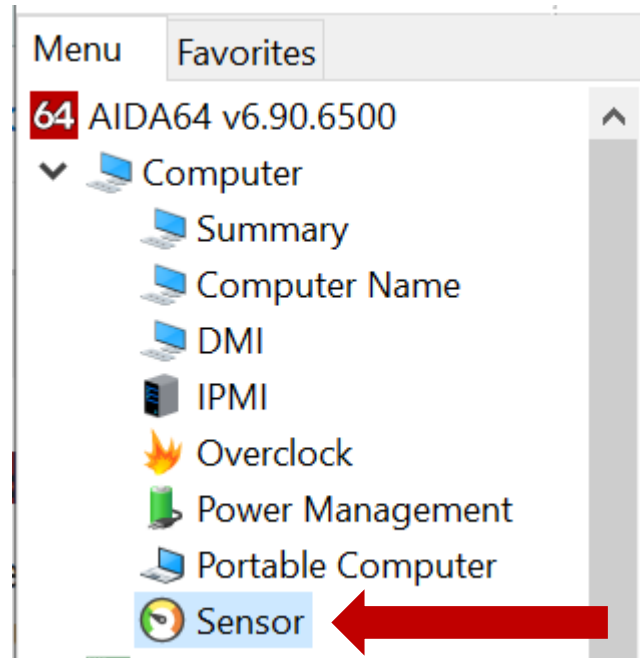 Menu Favorites
64 AIDA64 v6.90.6500
Computer
Summary
Computer Name
DMI
IPMI
Overclock
Power Management
Portable Computer
Sensor